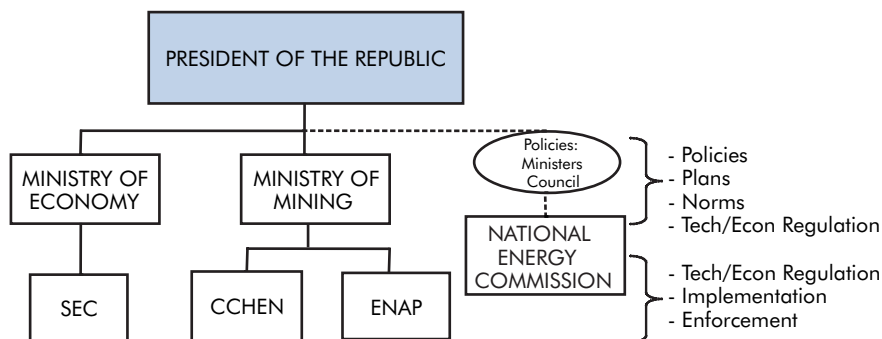 PRESIDENT OF THE REPUBLIC
MINISTRY OF
ECONOMY
MINISTRY OF
MINING
Policies:
Ministers
Council
- Policies
- Plans
- Norms
- Tech/Econ Regulation
SEC
CCHEN
ENAP
NATIONAL
ENERGY
COMMISSION
- Tech/Econ Regulation
- Implementation
- Enforcement